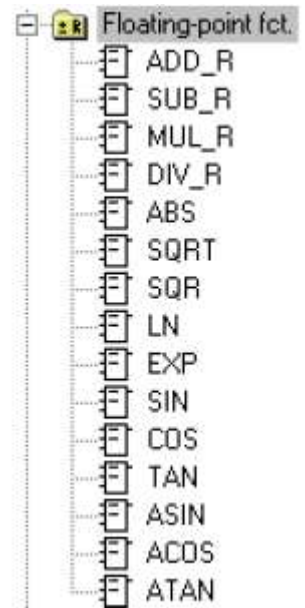 Floating-point fct.
ADD_R
SUB_R
MUL_R
DIV_R
ABS
SQRT
SQR
LN
EXP
SIN
COS
TAN
ASIN
ACOS
ATAN